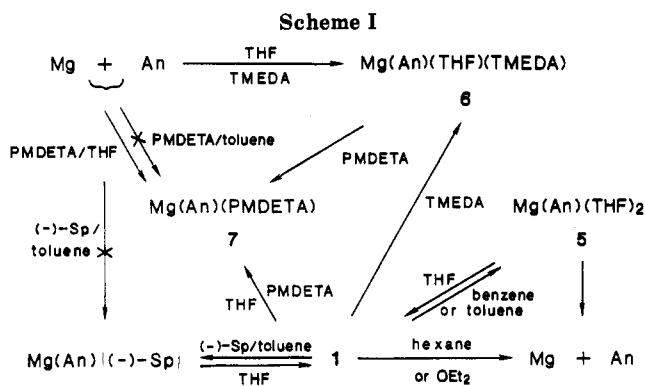 Scheme I
Mg + An
THF
TMEDA
Mg(An)(THF)(TMEDA)
6
PMDETA/THF
PMDETA/toluene
PMDETA
Mg(An)(PMDETA)
7
TMEDA
Mg(An)(THF)₂
5
(-)-Sp/
toluene
THF
PMDETA
THF
benzene
or toluene
Mg(An){(-)-Sp}
(-)-Sp/toluene
THF
1
hexane
or OEt₂
Mg + An